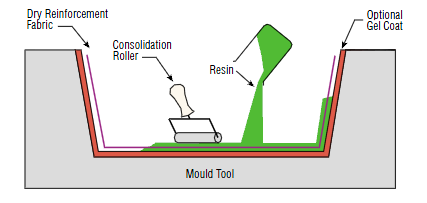 Dry Reinforcement
Fabric
Consolidation
Roller
Resin
Optional
Gel Coat
Mould Tool